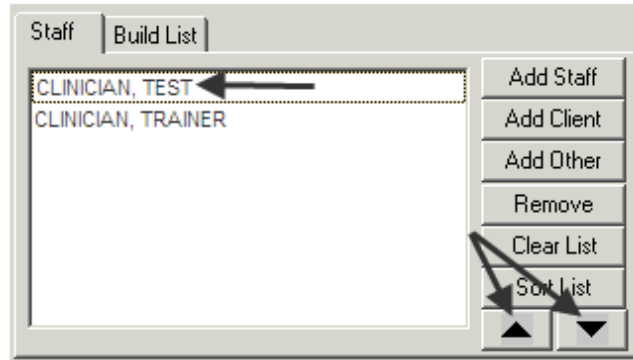 Staff
Build List
CLINICIAN, TEST
CLINICIAN, TRAINER
Add Staff
Add Client
Add Other
Remove
Clear List
Sort List